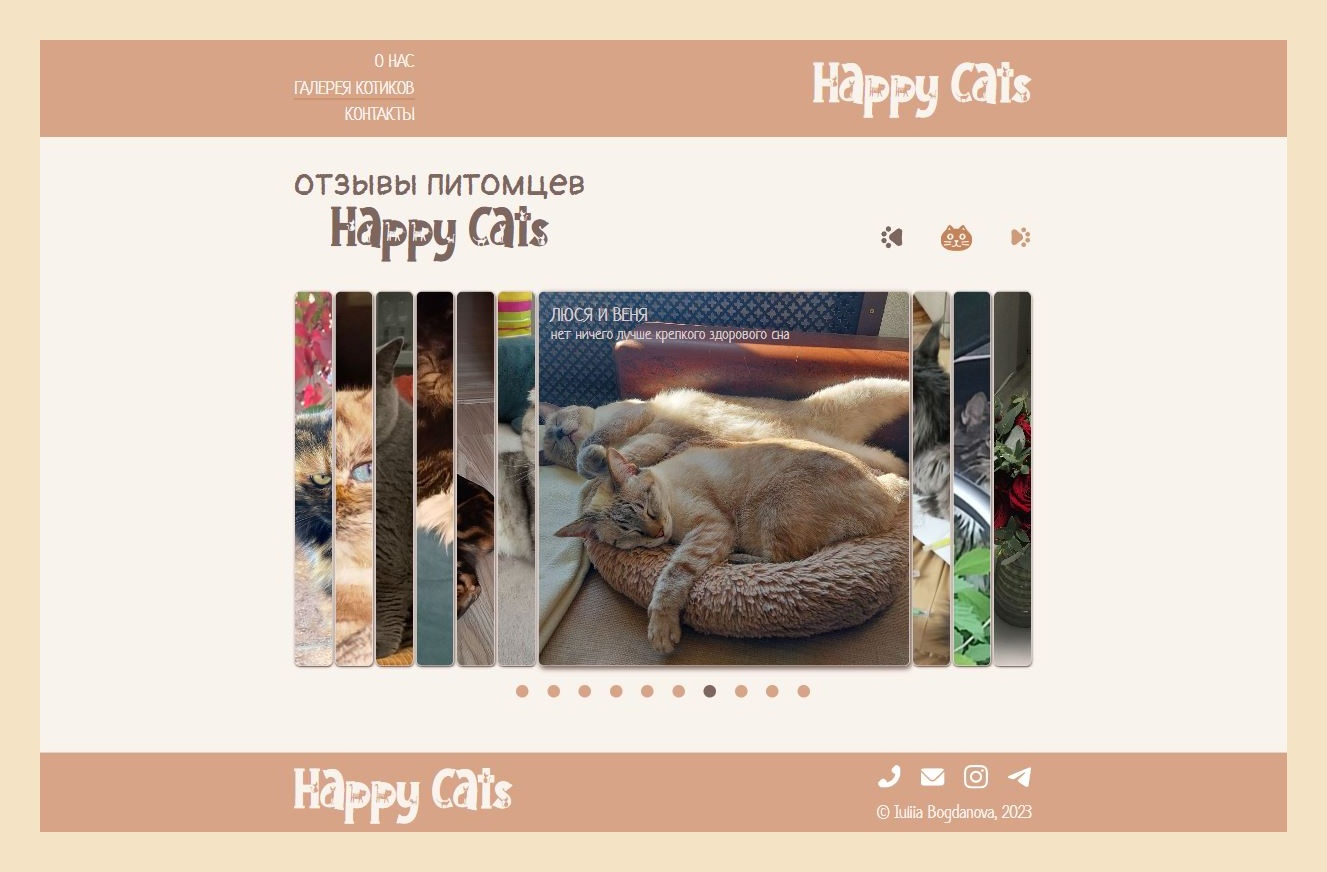 О НАС
ГАЛЕРЕЯ КОТИКОВ
КОНТАКТЫ
Happy Cats
отзывы питомцев
Happy Cats
ЛЮСЯ И ВЕНЯ
нет ничего лучше крепкого здорового сна
Happy Cats
© Iuliia Bogdanova, 2023